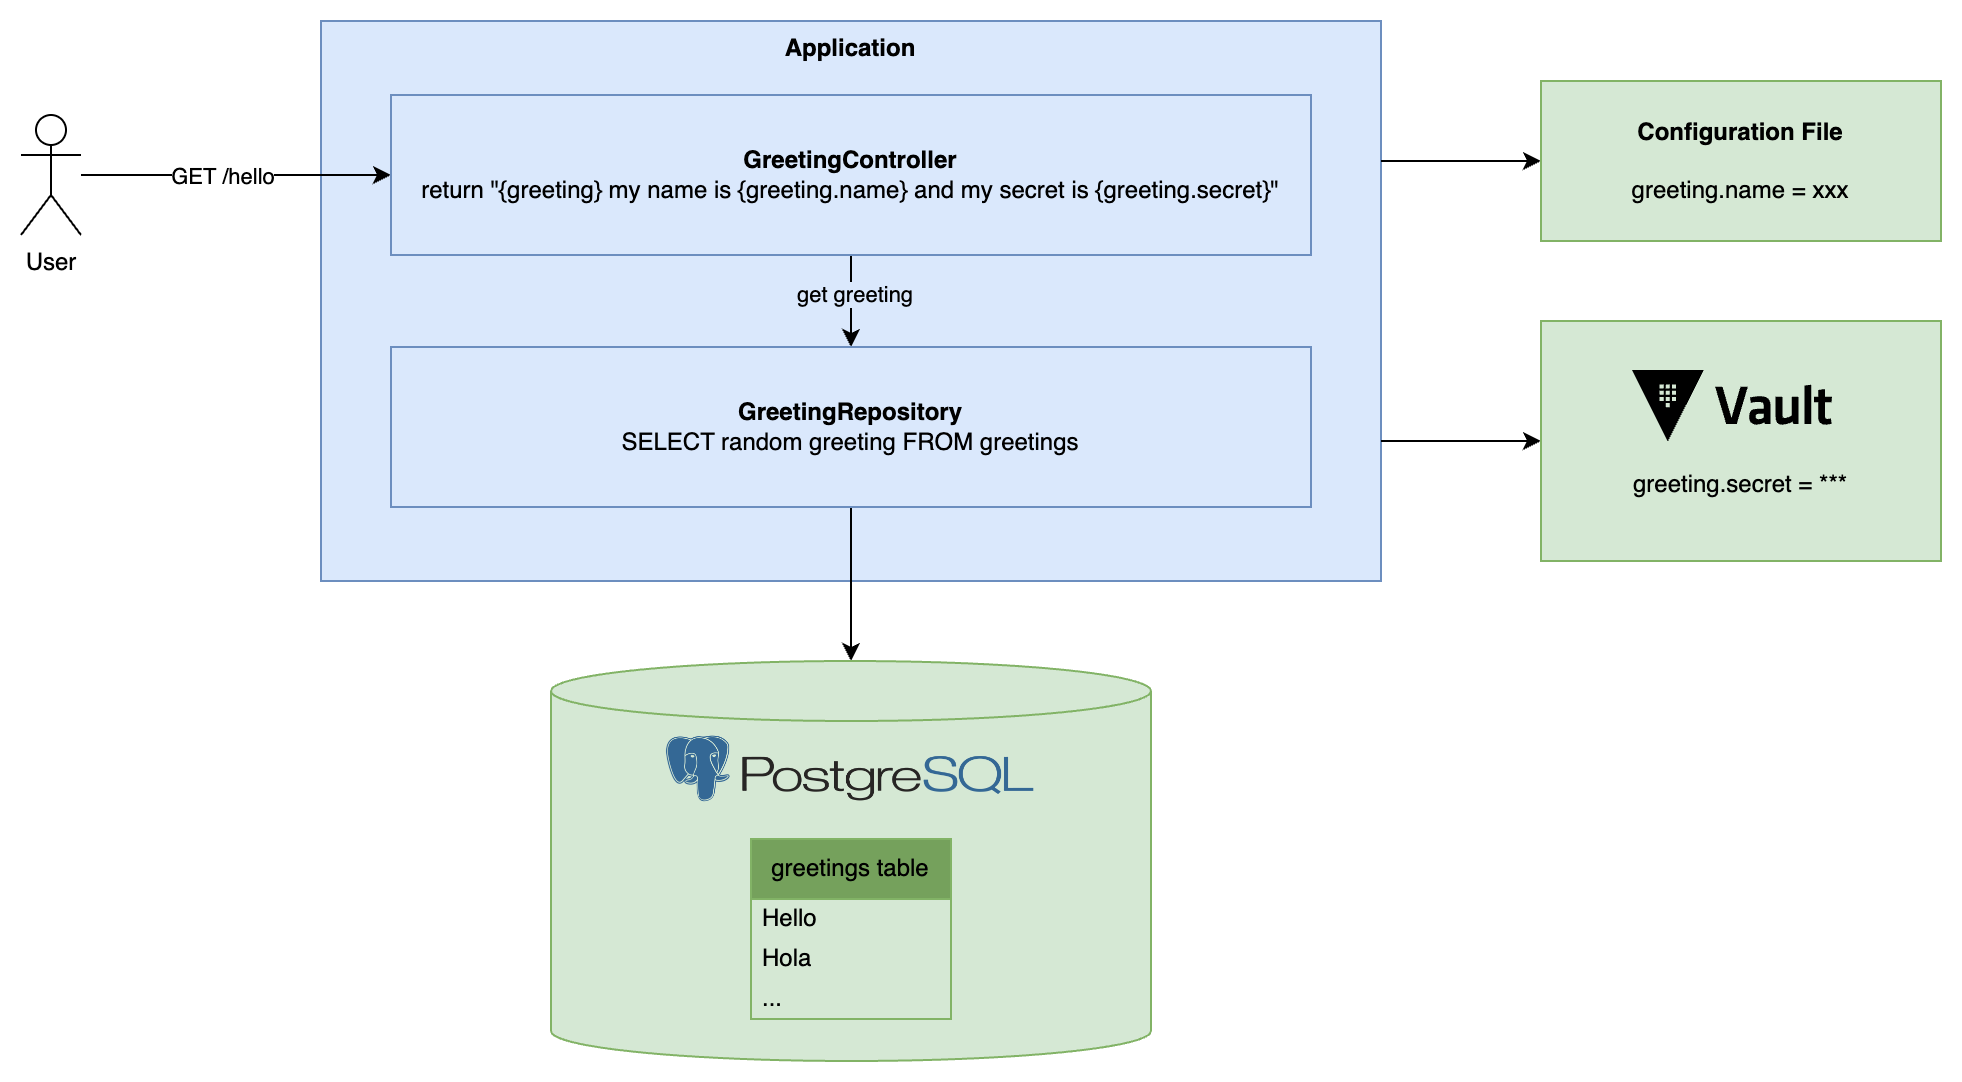 Application
User
GET /hello
GreetingController
return "{greeting} my name is {greeting.name} and my secret is {greeting.secret}"
get greeting
GreetingRepository
SELECT random greeting FROM greetings
Configuration File
greeting.name = xxx
Vault
greeting.secret = ***
PostgreSQL
greetings table
Hello
Hola
...